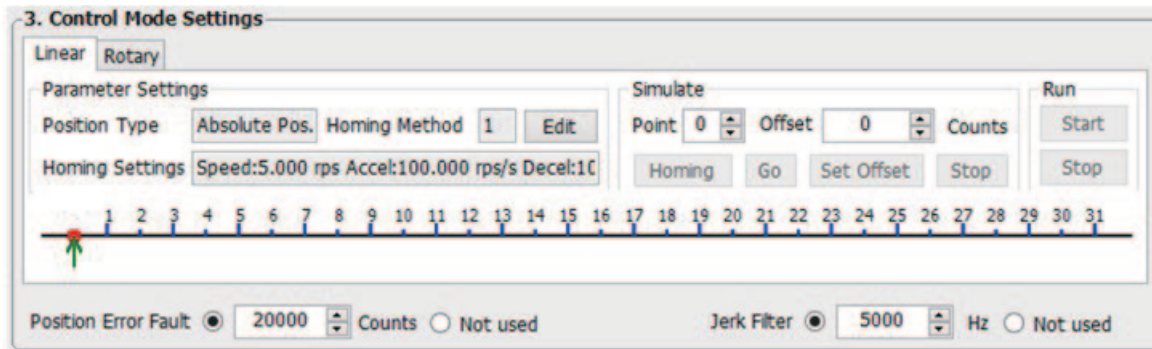 3. Control Mode Settings
Linear Rotary
Parameter Settings Simulate Run
Position Type Absolute Pos. Homing Method 1 Edit Point 0 Offset 0 Counts Start
Homing Settings Speed:5.000 rps Accel:100.000 rps/s Decel:10 Homing Go Set Offset Stop Stop
1 2 3 4 5 6 7 8 9 10 11 12 13 14 15 16 17 18 19 20 21 22 23 24 25 26 27 28 29 30 31
Position Error Fault 20000 Counts Not used Jerk Filter 5000 Hz Not used